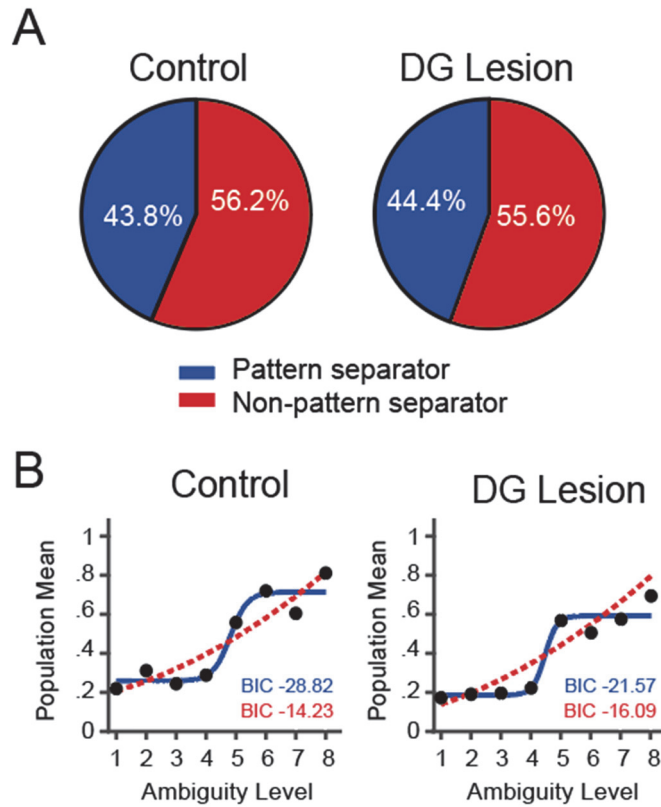 A
Control DG Lesion
43.8% 56.2% 44.4% 55.6%
Pattern separator
Non-pattern separator
B
Control DG Lesion
Population Mean
1
.8
.6
.4
.2
0
BIC -28.82
BIC -14.23
1 2 3 4 5 6 7 8
Ambiguity Level
Population Mean
1
.8
.6
.4
.2
0
BIC -21.57
BIC -16.09
1 2 3 4 5 6 7 8
Ambiguity Level